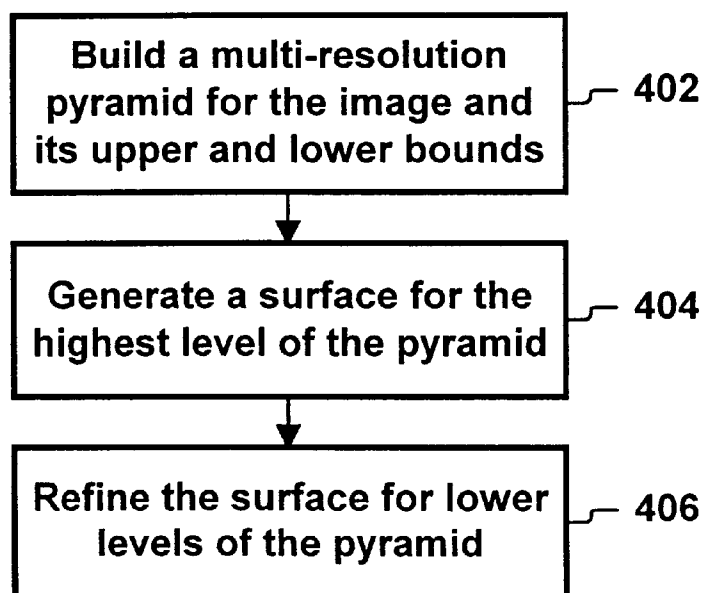 Build a multi-resolution
pyramid for the image and
its upper and lower bounds
402
Generate a surface for the
highest level of the pyramid
404
Refine the surface for lower
levels of the pyramid
406